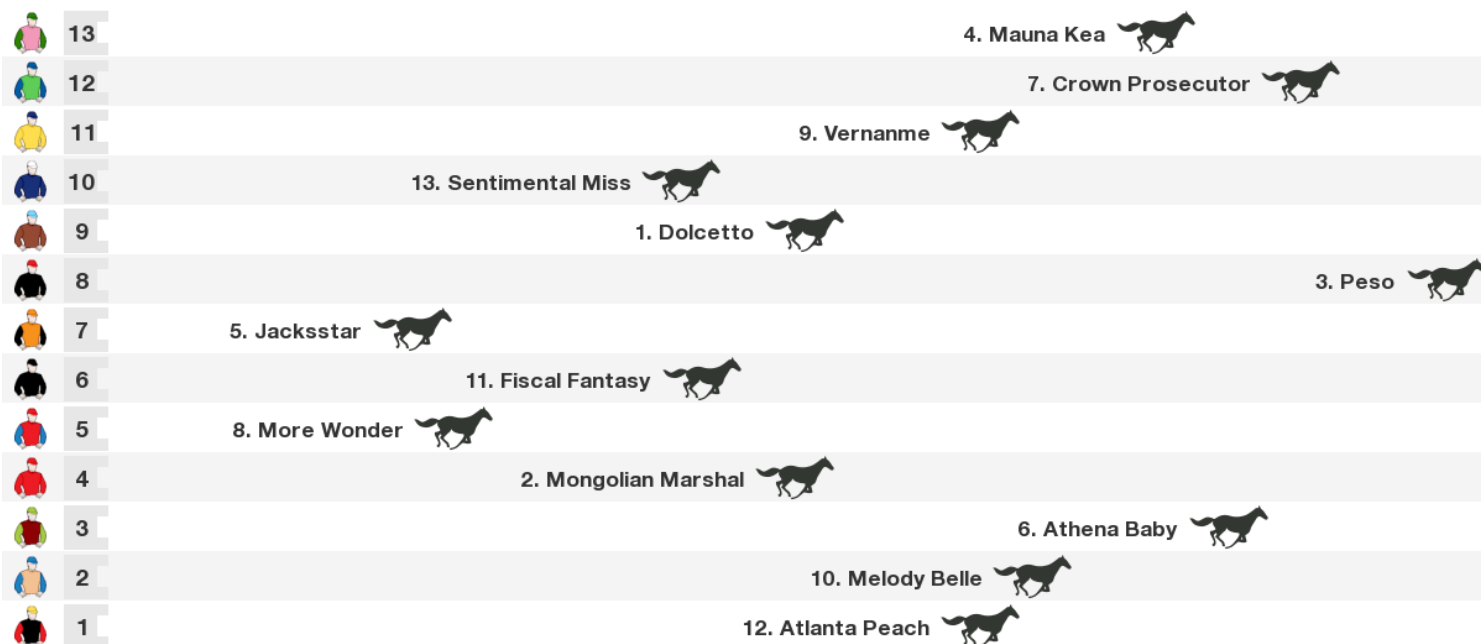 13 4. Mauna Kea
12 7. Crown Prosecutor
11 9. Vernanme
10 13. Sentimental Miss
9 1. Dolcetto
8 3. Peso
7 5. Jacksstar
6 11. Fiscal Fantasy
5 8. More Wonder
4 2. Mongolian Marshal
3 6. Athena Baby
2 10. Melody Belle
1 12. Atlanta Peach